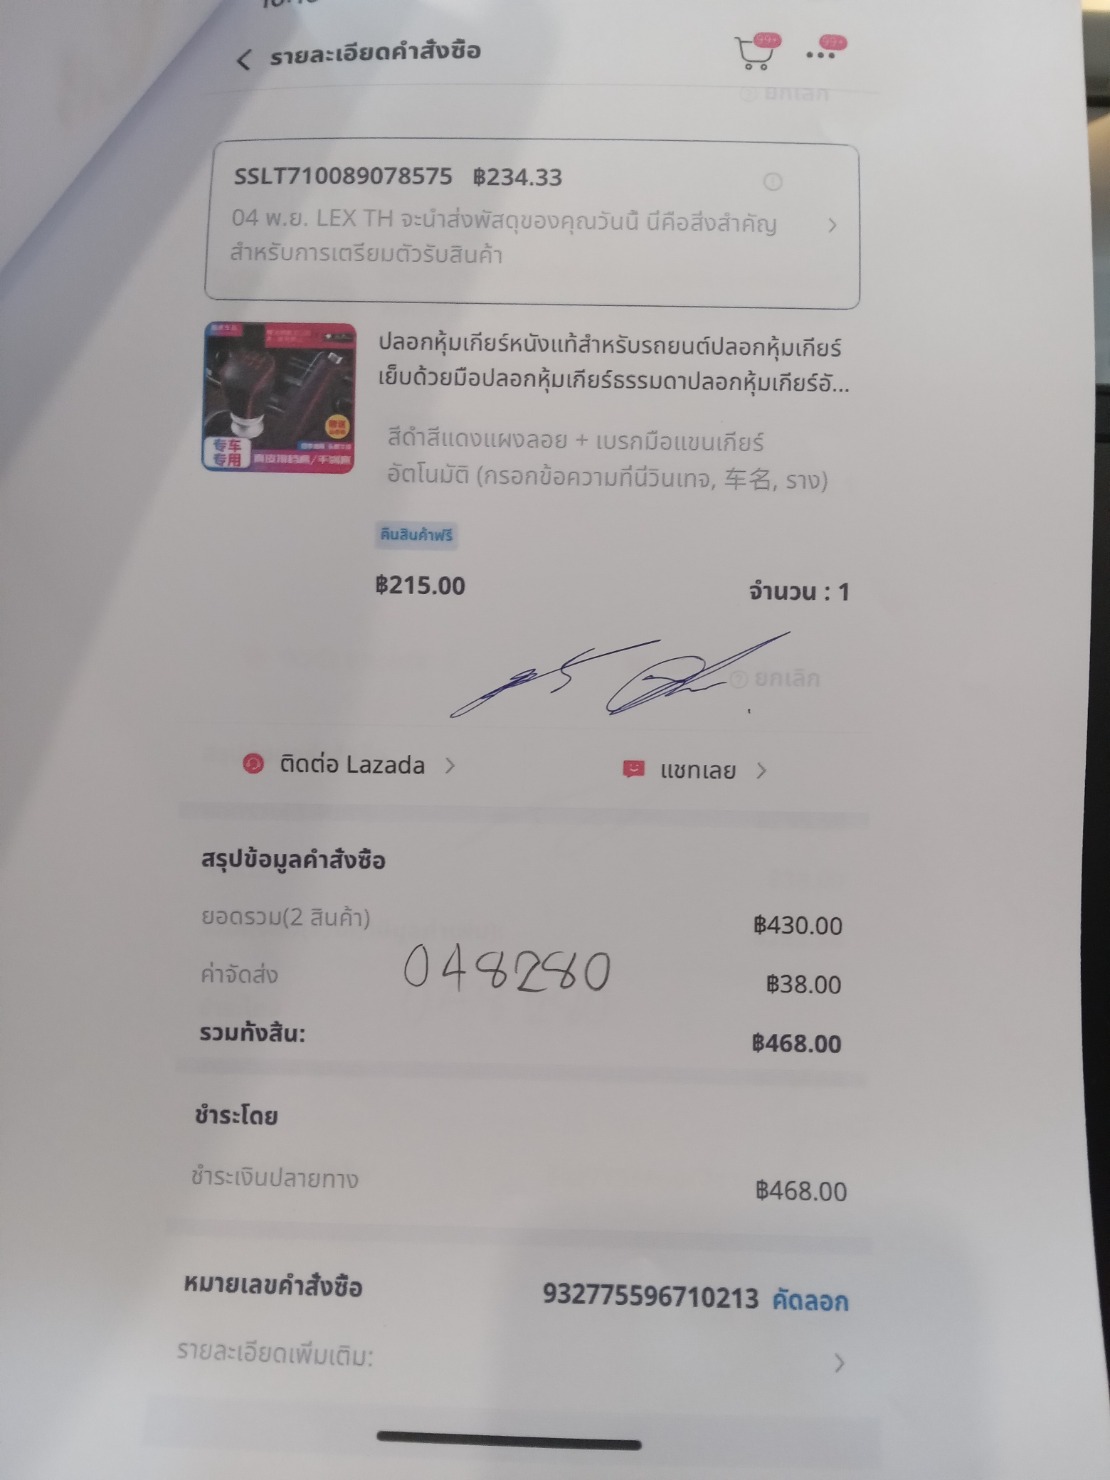 รายละเอียดคำสั่งซื้อ
99+
99+
SSLT710089078575 ฿234.33
04 พ.ย. LEX TH จะนำส่งพัสดุของคุณวันนี้ นี่คือสิ่งสำคัญ
สำหรับการเตรียมตัวรับสินค้า
ปลอกหุ้มเกียร์หนังแท้สำหรับรถยนต์ปลอกหุ้มเกียร์
เย็บด้วยมือปลอกหุ้มเกียร์ธรรมดาปลอกหุ้มเกียร์อั...
专车
专用
สีดำสีแดงแผงลอย + เบรกมือแขนเกียร์
อัตโนมัติ (กรอกข้อความที่นี่วินเทจ, 车名, ราง)
คืนสินค้าฟรี
฿215.00
จำนวน : 1
ยกเลิก
ติดต่อ Lazada
แชทเลย
สรุปข้อมูลคำสั่งซื้อ
ยอดรวม(2 สินค้า) ฿430.00
048280
ค่าจัดส่ง ฿38.00
รวมทั้งสิ้น: ฿468.00
ชำระโดย
ชำระเงินปลายทาง ฿468.00
หมายเลขคำสั่งซื้อ 932775596710213 คัดลอก
รายละเอียดเพิ่มเติม: